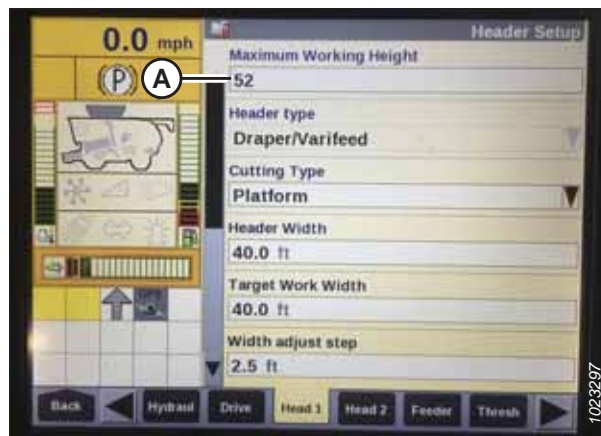 0.0 mph
(P)
A
Header Setup
Maximum Working Height
52
Header type
Draper/Varifeed
Cutting Type
Platform
Header Width
40.0 ft
Target Work Width
40.0 ft
Width adjust step
2.5 ft
Back
Hydraul
Drive
Head 1
Head 2
Feeder
Thresh
1023297